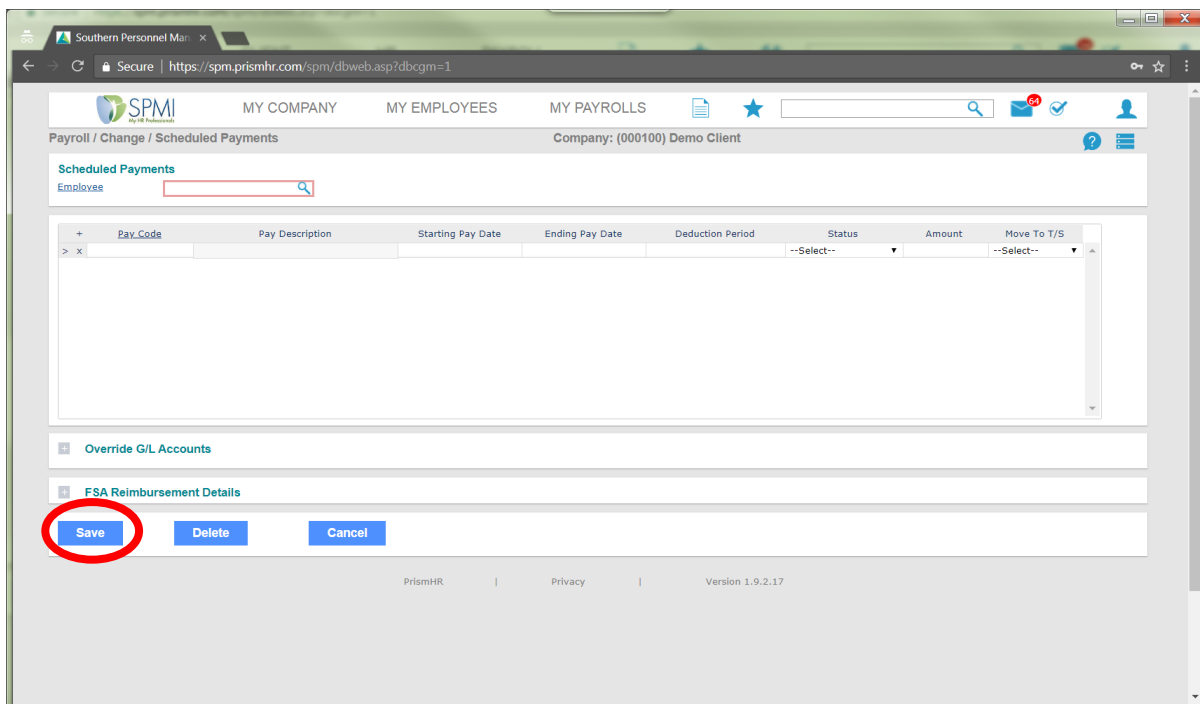 Southern Personnel Man ×
Secure | https://spm.prismhr.com/spm/dbweb.asp?dbcgm=1
SPMI MY COMPANY MY EMPLOYEES MY PAYROLLS 64
My HR Professionals
Payroll / Change / Scheduled Payments Company: (000100) Demo Client ?
Scheduled Payments
Employee
+ Pay Code Pay Description Starting Pay Date Ending Pay Date Deduction Period Status Amount Move To T/S
> x --Select-- --Select--
+ Override G/L Accounts
+ FSA Reimbursement Details
Save Delete Cancel
PrismHR | Privacy | Version 1.9.2.17